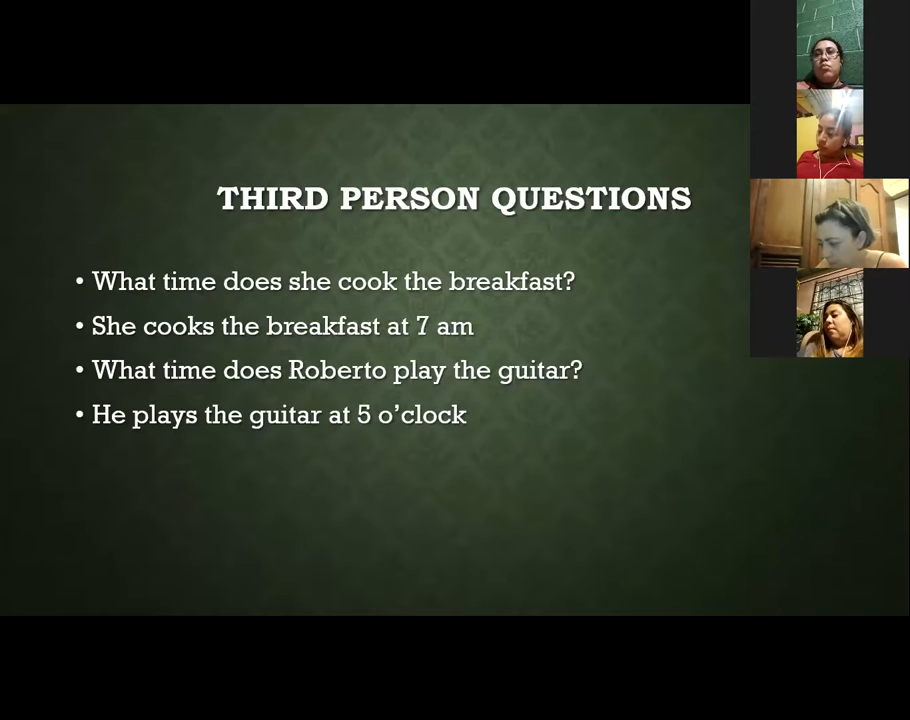 THIRD PERSON QUESTIONS
• What time does she cook the breakfast?
• She cooks the breakfast at 7 am
• What time does Roberto play the guitar?
• He plays the guitar at 5 o’clock